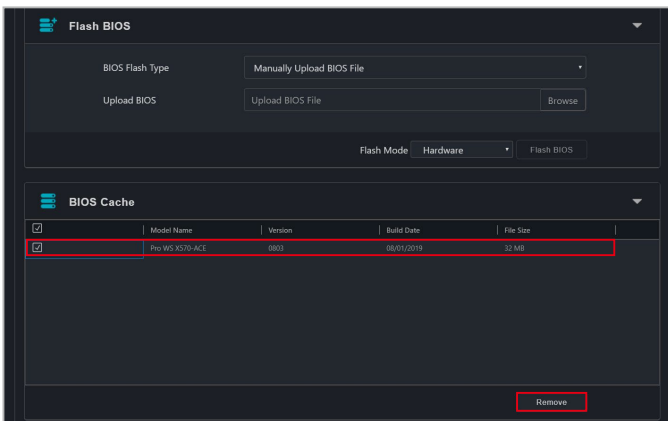 Flash BIOS
BIOS Flash Type Manually Upload BIOS File
Upload BIOS Upload BIOS File Browse
Flash Mode Hardware Flash BIOS
BIOS Cache
Model Name Version Build Date File Size
Pro WS X570-ACE 0803 08/01/2019 32 MB
Remove